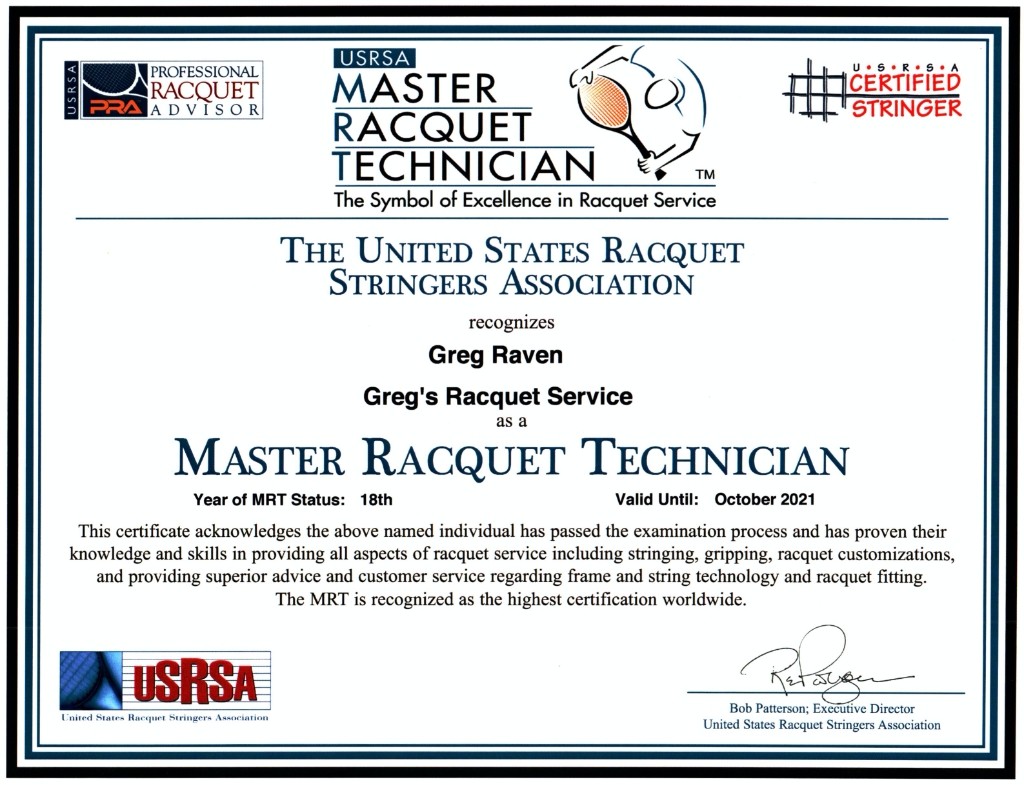 USRSA
PRA
PROFESSIONAL
RACQUET
ADVISOR
USRSA
MASTER
RACQUET
TECHNICIAN
TM
The Symbol of Excellence in Racquet Service
U•S•R•S•A
CERTIFIED
STRINGER
THE UNITED STATES RACQUET
STRINGERS ASSOCIATION
recognizes
Greg Raven
Greg's Racquet Service
as a
MASTER RACQUET TECHNICIAN
Year of MRT Status: 18th Valid Until: October 2021
This certificate acknowledges the above named individual has passed the examination process and has proven their
knowledge and skills in providing all aspects of racquet service including stringing, gripping, racquet customizations,
and providing superior advice and customer service regarding frame and string technology and racquet fitting.
The MRT is recognized as the highest certification worldwide.
USRSA
United States Racquet Stringers Association
Bob Patterson; Executive Director
United States Racquet Stringers Association